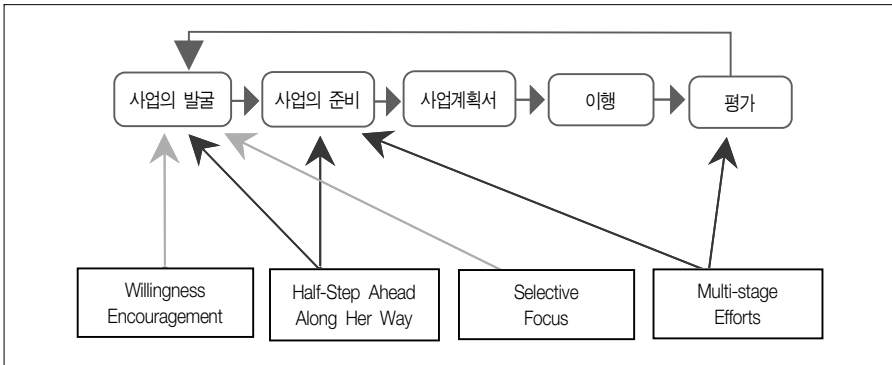 사업의 발굴
사업의 준비
사업계획서
이행
평가
Willingness
Encouragement
Half-Step Ahead
Along Her Way
Selective
Focus
Multi-stage
Efforts